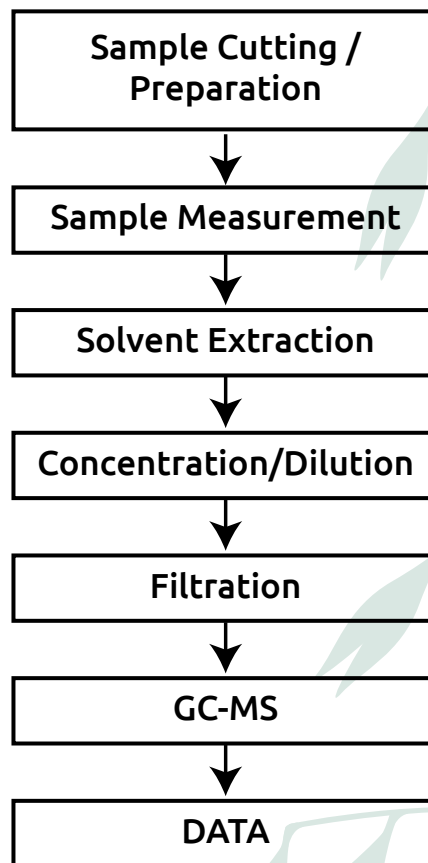 Sample Cutting /
Preparation
Sample Measurement
Solvent Extraction
Concentration/Dilution
Filtration
GC-MS
DATA